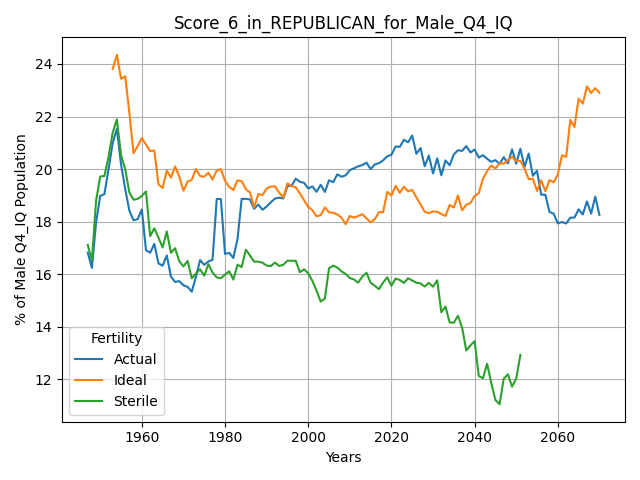 Score_6_in_REPUBLICAN_for_Male_Q4_IQ
% of Male Q4_IQ Population
24
22
20
18
16
14
12
Fertility
Actual
Ideal
Sterile
1960 1980 2000 2020 2040 2060
Years